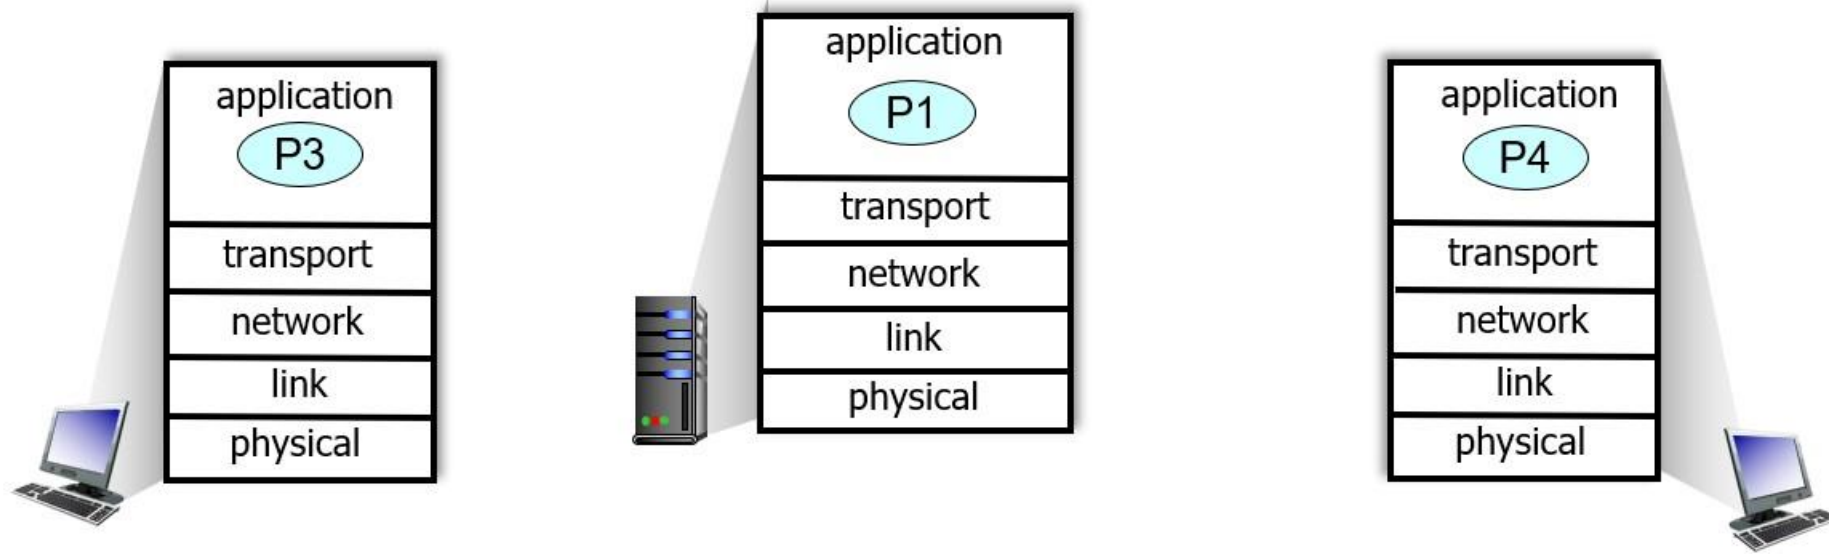 application
P3
transport
network
link
physical
application
P1
transport
network
link
physical
application
P4
transport
network
link
physical